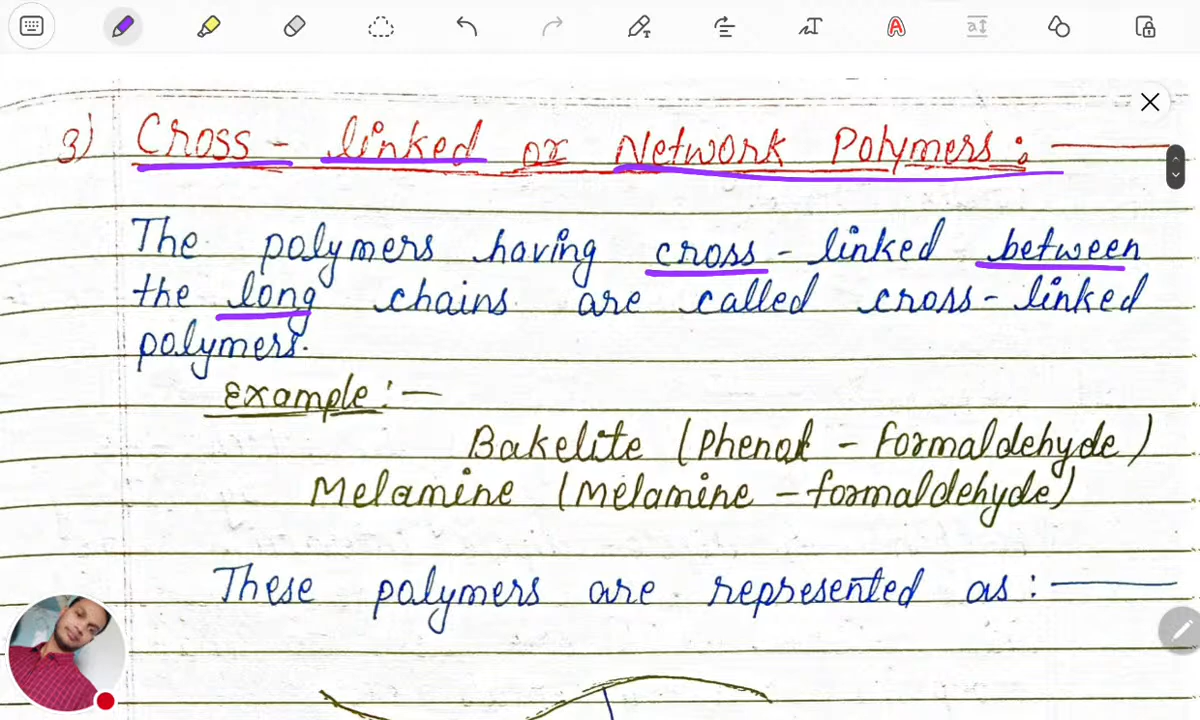 3) Cross - linked or Network Polymers :
The polymers having cross - linked between
the long chains are called cross - linked
polymers.
Example :-
Bakelite (Phenol - formaldehyde)
Melamine (Melamine - formaldehyde)
These polymers are represented as :